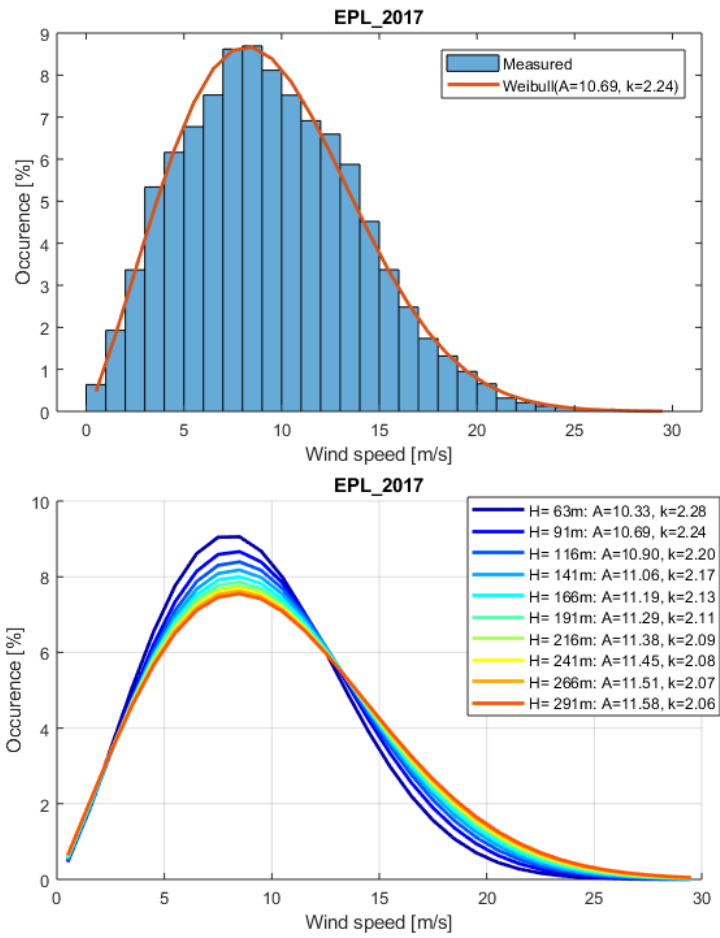 EPL_2017
9
8
7
6
5
4
3
2
1
0
Occurence [%]
Measured
Weibull(A=10.69, k=2.24)
0 5 10 15 20 25 30
Wind speed [m/s]
EPL_2017
10
8
6
4
2
0
Occurence [%]
H= 63m: A=10.33, k=2.28
H= 91m: A=10.69, k=2.24
H= 116m: A=10.90, k=2.20
H= 141m: A=11.06, k=2.17
H= 166m: A=11.19, k=2.13
H= 191m: A=11.29, k=2.11
H= 216m: A=11.38, k=2.09
H= 241m: A=11.45, k=2.08
H= 266m: A=11.51, k=2.07
H= 291m: A=11.58, k=2.06
0 5 10 15 20 25 30
Wind speed [m/s]